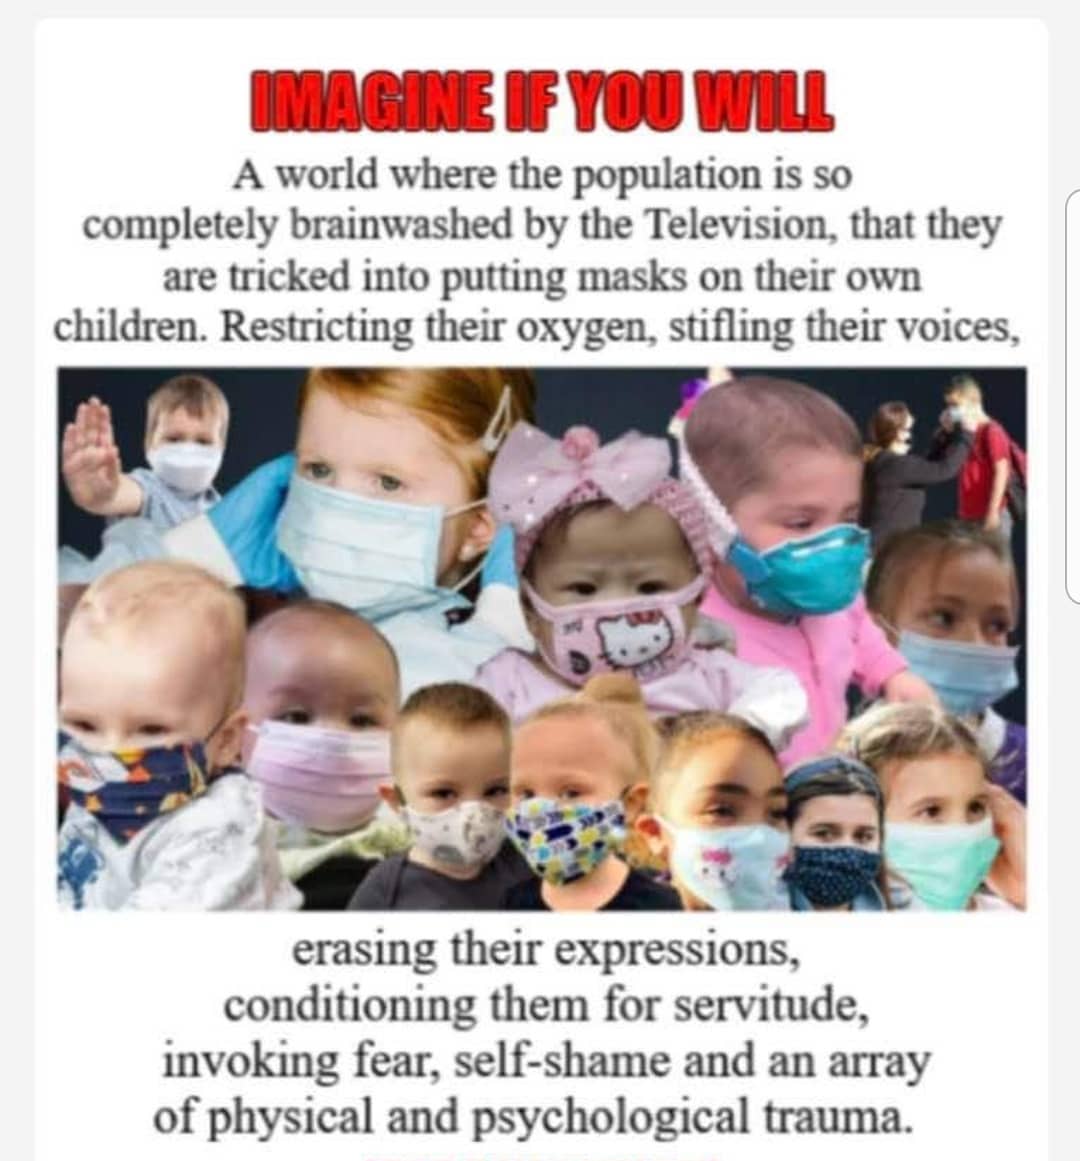 IMAGINE IF YOU WILL
A world where the population is so
completely brainwashed by the Television, that they
are tricked into putting masks on their own
children. Restricting their oxygen, stifling their voices,
erasing their expressions,
conditioning them for servitude,
invoking fear, self-shame and an array
of physical and psychological trauma.